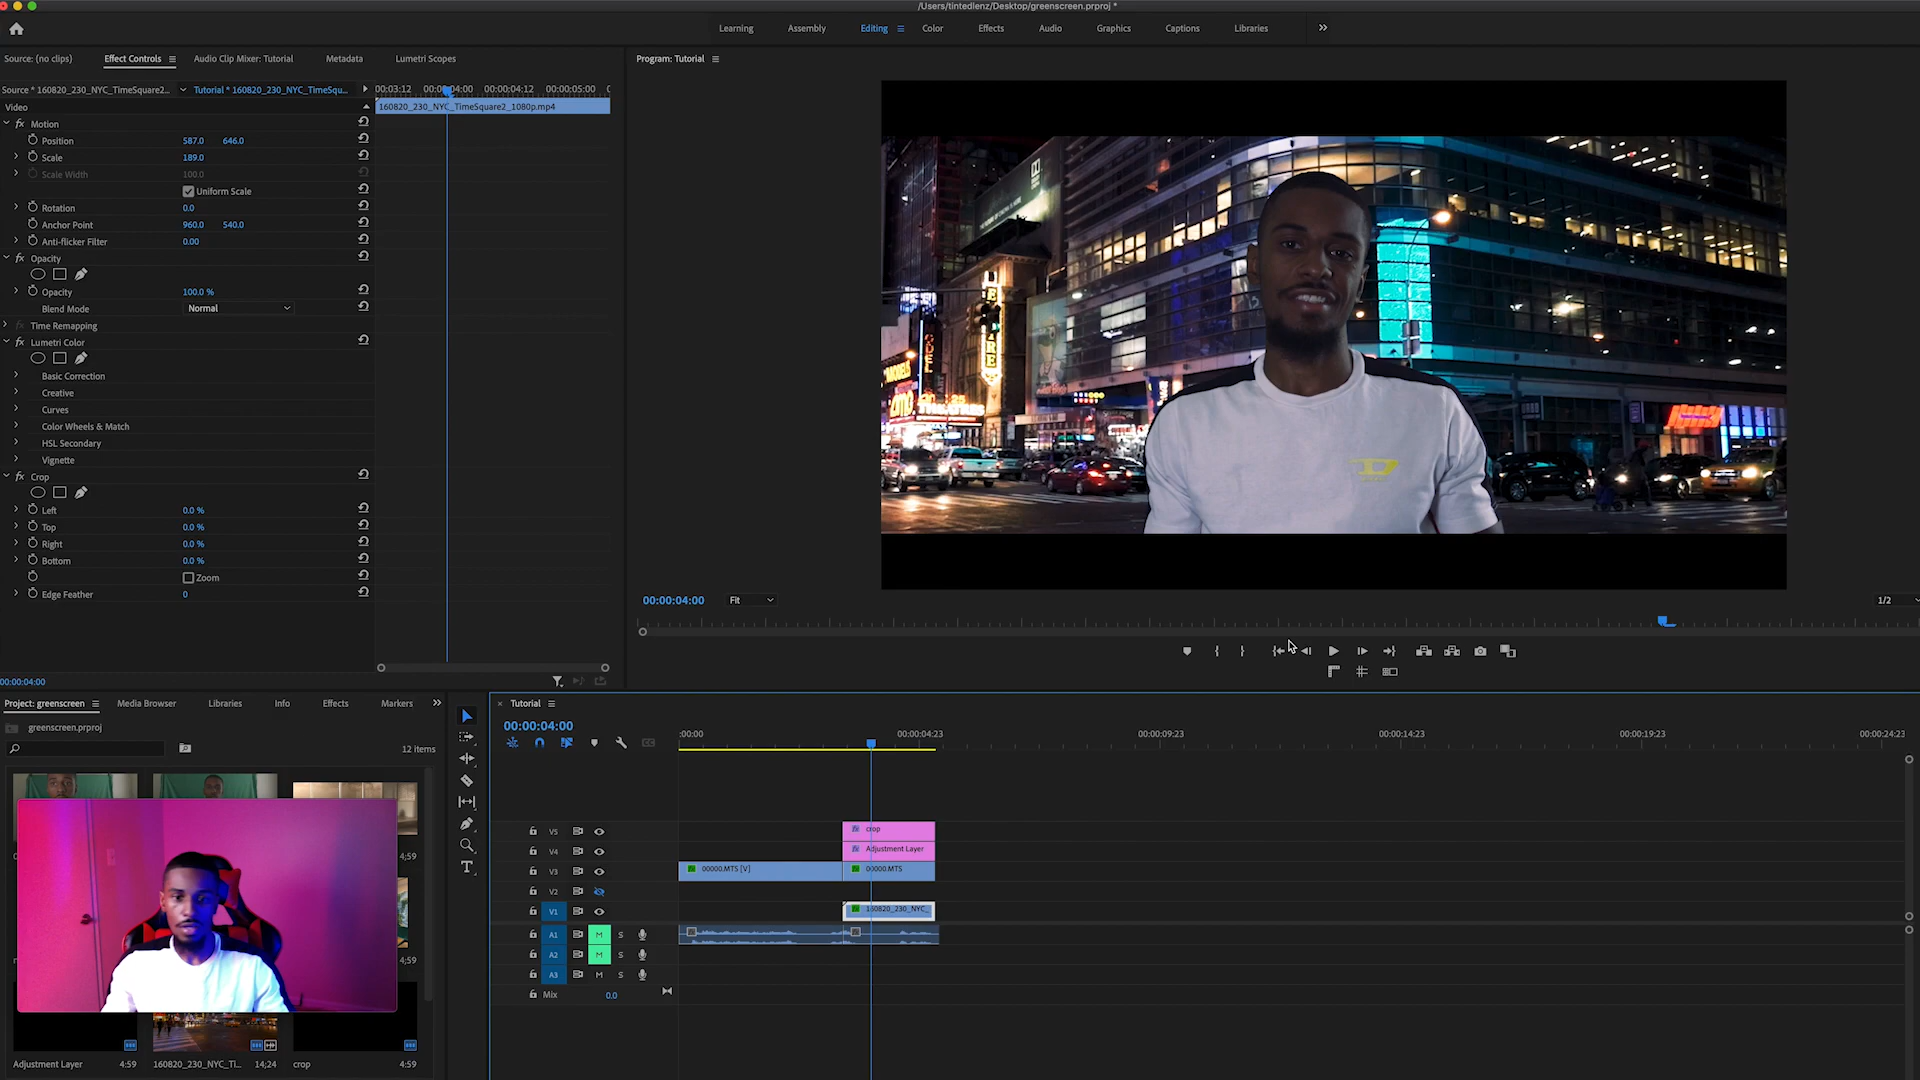 /Users/tintedlenz/Desktop/greenscreen.prproj *
Learning Assembly Editing Color Effects Audio Graphics Captions Libraries
Source: (no clips) Effect Controls Audio Clip Mixer: Tutorial Metadata Lumetri Scopes
Program: Tutorial
Source * 160820_230_NYC_TimeSquare2... Tutorial * 160820_230_NYC_TimeSqu...
00:03:12 00:00:04:00 00:00:04:12 00:00:05:00
Video
160820_230_NYC_TimeSquare2_1080p.mp4
fx Motion
Position 587.0 646.0
Scale 189.0
Scale Width 100.0
Uniform Scale
Rotation 0.0
Anchor Point 960.0 540.0
Anti-flicker Filter 0.00
fx Opacity
Opacity 100.0 %
Blend Mode Normal
fx Time Remapping
fx Lumetri Color
Basic Correction
Creative
Curves
Color Wheels & Match
HSL Secondary
Vignette
fx Crop
Left 0.0 %
Top 0.0 %
Right 0.0 %
Bottom 0.0 %
Zoom
Edge Feather 0
00:00:04:00
00:00:04:00 Fit 1/2
Project: greenscreen Media Browser Libraries Info Effects Markers
greenscreen.prproj
12 items
4;59
4;59
Adjustment Layer 4:59
160820_230_NYC_Ti... 14;24
crop 4:59
Tutorial
00:00:04:00
:00:00 00:00:04:23 00:00:09:23 00:00:14:23 00:00:19:23 00:00:24:23
V5 crop
V4 Adjustment Layer
V3 00000.MTS [V] 00000.MTS
V2
V1 160820_230_NYC_
A1 M S
A2 M S
A3 M S
Mix 0.0